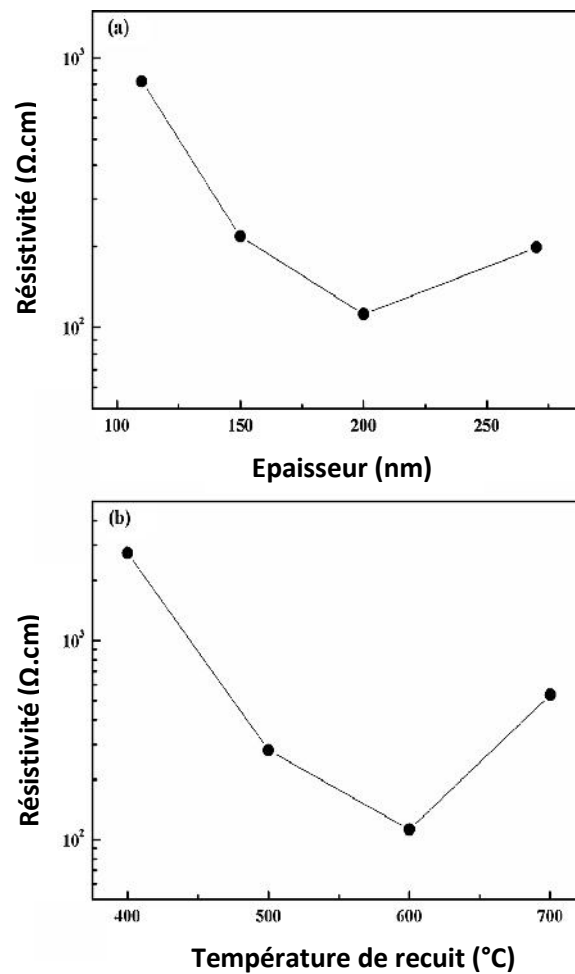 (a)
10³
10²
Résistivité (Ω.cm)
100 150 200 250
Epaisseur (nm)
(b)
10³
10²
Résistivité (Ω.cm)
400 500 600 700
Température de recuit (°C)